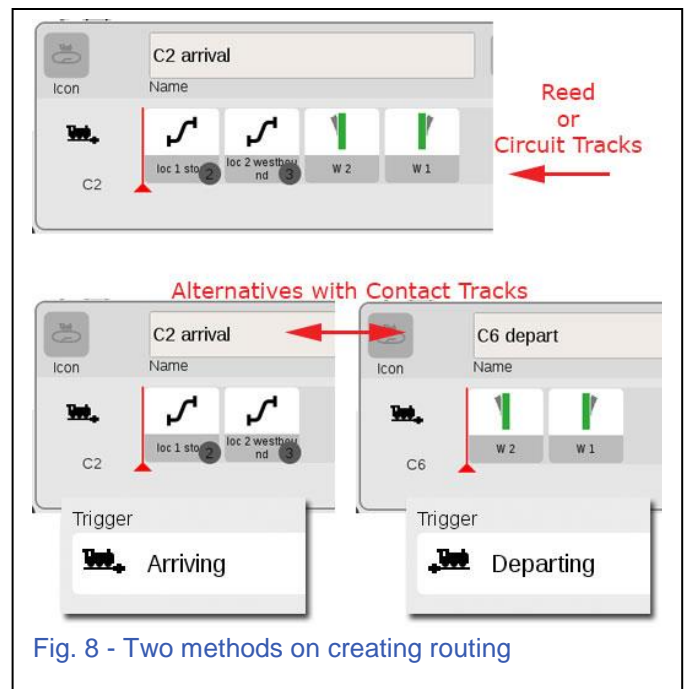 C2 arrival
Icon
Name
Reed
or
Circuit Tracks
loc 1 sto
2
loc 2 westbou
nd
3
W 2
W 1
C2
Alternatives with Contact Tracks
C2 arrival
Icon
Name
loc 1 sto
2
loc 2 westbou
nd
3
C2
C6 depart
Icon
Name
W 2
W 1
C6
Trigger
Arriving
Trigger
Departing
Fig. 8 - Two methods on creating routing